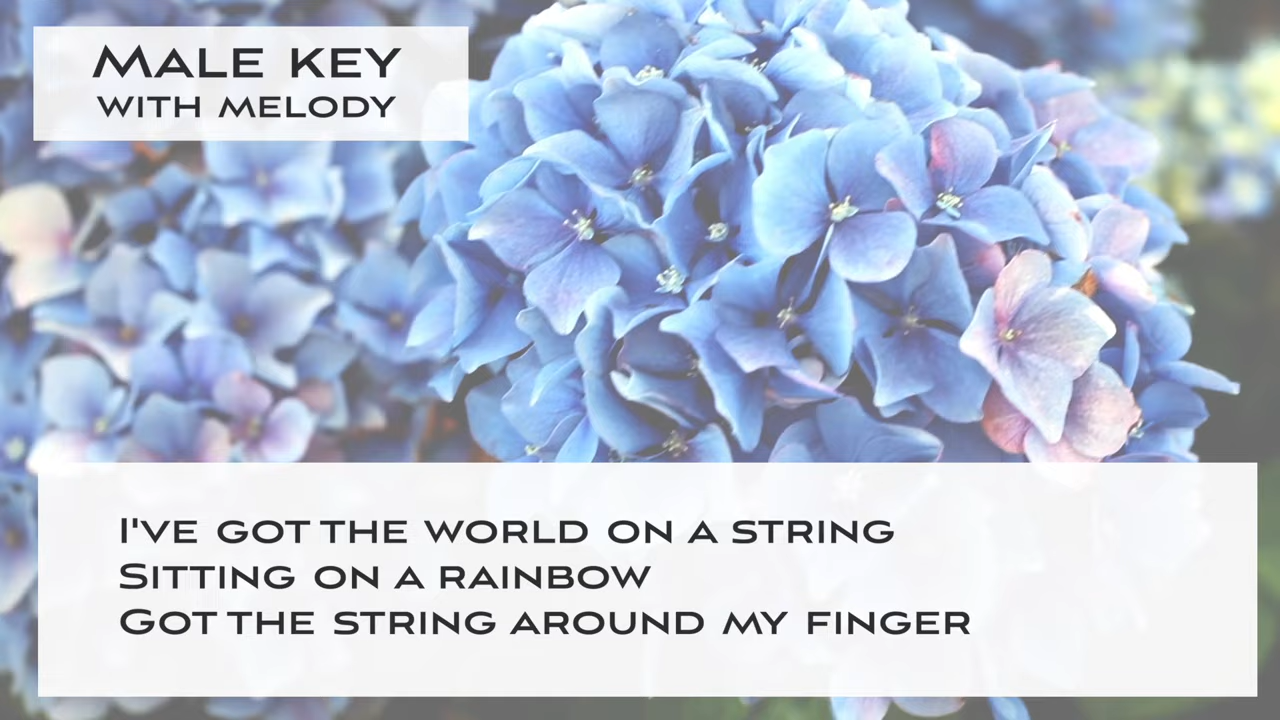 Male key
with melody
I've got the world on a string
Sitting on a rainbow
Got the string around my finger